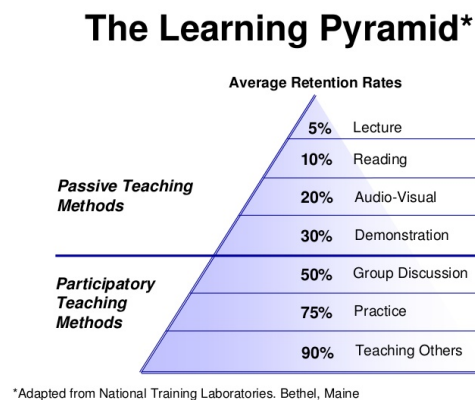 The Learning Pyramid*
Average Retention Rates
5% Lecture
10% Reading
Passive Teaching
Methods
20% Audio-Visual
30% Demonstration
Participatory
Teaching
Methods
50% Group Discussion
75% Practice
90% Teaching Others
*Adapted from National Training Laboratories. Bethel, Maine